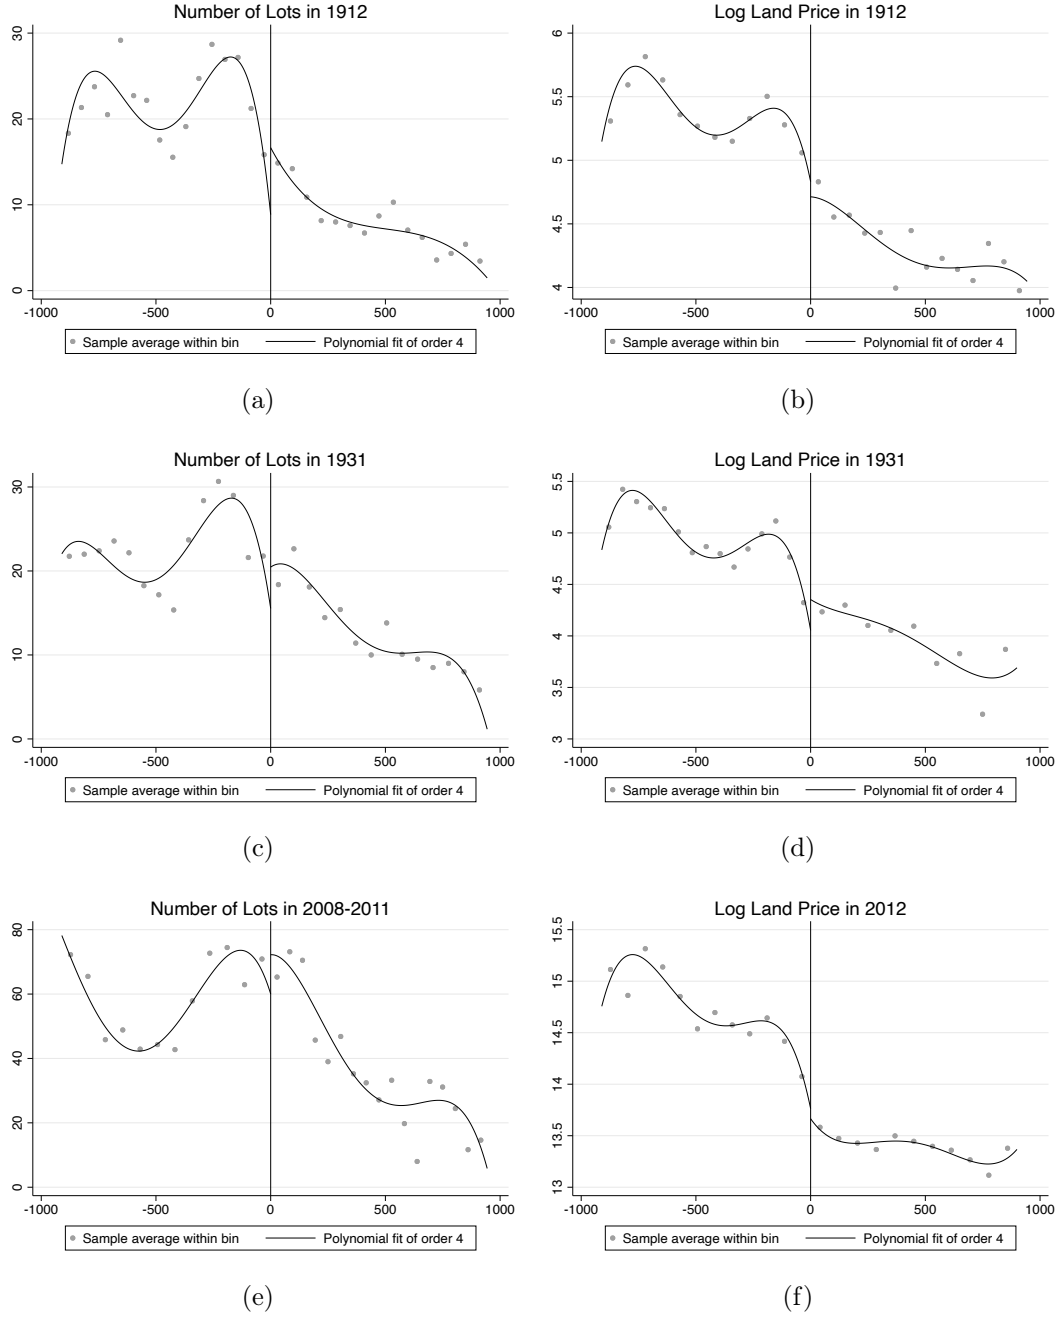 Number of Lots in 1912
30
20
10
0
-1000 -500 0 500 1000
Sample average within bin Polynomial fit of order 4
(a)
Log Land Price in 1912
6
5.5
5
4.5
4
-1000 -500 0 500 1000
Sample average within bin Polynomial fit of order 4
(b)
Number of Lots in 1931
30
20
10
0
-1000 -500 0 500 1000
Sample average within bin Polynomial fit of order 4
(c)
Log Land Price in 1931
5.5
5
4.5
4
3.5
3
-1000 -500 0 500 1000
Sample average within bin Polynomial fit of order 4
(d)
Number of Lots in 2008-2011
80
60
40
20
0
-1000 -500 0 500 1000
Sample average within bin Polynomial fit of order 4
(e)
Log Land Price in 2012
15.5
15
14.5
14
13.5
13
-1000 -500 0 500 1000
Sample average within bin Polynomial fit of order 4
(f)